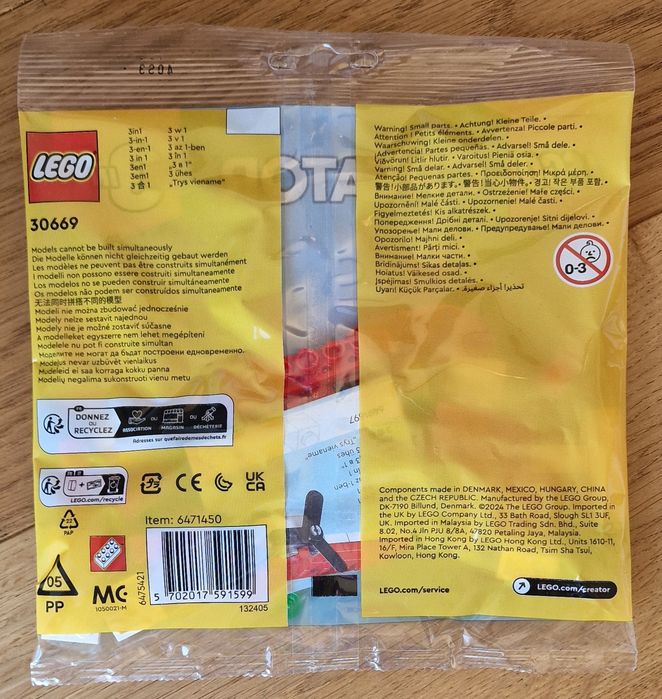 LEGO
30669
3in1
3-in-1
3-en-1
3 in 1
3en1
3em1
3 合 1
3 w 1
3 v 1
3 az 1-ben
3 în 1
„3 в 1“
3 ühes
„Trys viename“
Models cannot be built simultaneously
Die Modelle können nicht gleichzeitig gebaut werden
Les modèles ne peuvent pas être construits simultanément
I modelli non possono essere costruiti simultaneamente
Los modelos no se pueden construir simultáneamente
Os modelos não podem ser construídos simultaneamente
无法同时拼搭不同的模型
Modeli nie można zbudować jednocześnie
Modely nelze sestavit najednou
Modely nie je možné zostaviť súčasne
A modelleket egyszerre nem lehet megépíteni
Modelele nu pot fi construite simultan
Моделите не могат да бъдат построени едновременно.
Modeļus nevar uzbūvēt vienlaikus
Mudeleid ei saa korraga kokku panna
Modelių negalima sukonstruoti vienu metu
FR
DONNEZ
ou
RECYCLEZ
ASSOCIATION
OU
MAGASIN
OU
DÉCHÈTERIE
Adresses sur quefairedemesdechets.fr
LEGO.com/recycle
CE
UK
CA
22
PAP
05
PP
MC
1050021-M
Item: 6471450
6475421
5 702017 591599
132405
Warning! Small parts. • Achtung! Kleine Teile. •
Attention ! Petits éléments. • Avvertenza! Piccole parti. •
Waarschuwing! Kleine onderdelen. •
¡Advertencia! Partes pequeñas. • Advarsel! Små dele. •
Viðvörun! Litlir hlutir. • Varoitus! Pieniä osia. •
Varning! Små delar. • Advarsel! Små deler. •
Atenção! Pequenas partes. • Προειδοποίηση! Μικρά μέρη. •
警告!小部品があります。• 警告!当心小物件。• 경고! 작은 부품 포함. •
Внимание! Мелкие детали. • Ostrzeżenie! Małe części. •
Upozornění! Malé části. • Upozornenie! Malé časti. •
Figyelmeztetés! Kis alkatrészek. •
Попередження! Дрібні деталі. • Upozorenje! Sitni dijelovi. •
Упозорење! Мали делови. • Предупредување! Мали делови. •
Opozorilo! Majhni deli. •
Avertisment! Părți mici. •
Внимание! Малки части. •
Brīdinājums! Sīkas detaļas. •
Hoiatus! Väikesed osad. •
Įspėjimas! Smulkios detalės. •
Uyarı! Küçük Parçalar. • تحذير! أجزاء صغيرة.
0-3
Components made in DENMARK, MEXICO, HUNGARY, CHINA
and the CZECH REPUBLIC. Manufactured by the LEGO Group,
DK-7190 Billund, Denmark. ©2024 The LEGO Group. Imported in
the UK by LEGO Company Ltd., 33 Bath Road, Slough SL1 3UF,
UK. Imported in Malaysia by LEGO Trading Sdn. Bhd., Suite
8.02, No.4 Jln PJU 8/8A, 47820 Petaling Jaya, Malaysia.
Imported in Hong Kong by LEGO Hong Kong Ltd., Units 1610-11,
16/F, Mira Place Tower A, 132 Nathan Road, Tsim Sha Tsui,
Kowloon, Hong Kong.
LEGO.com/service
LEGO.com/creator